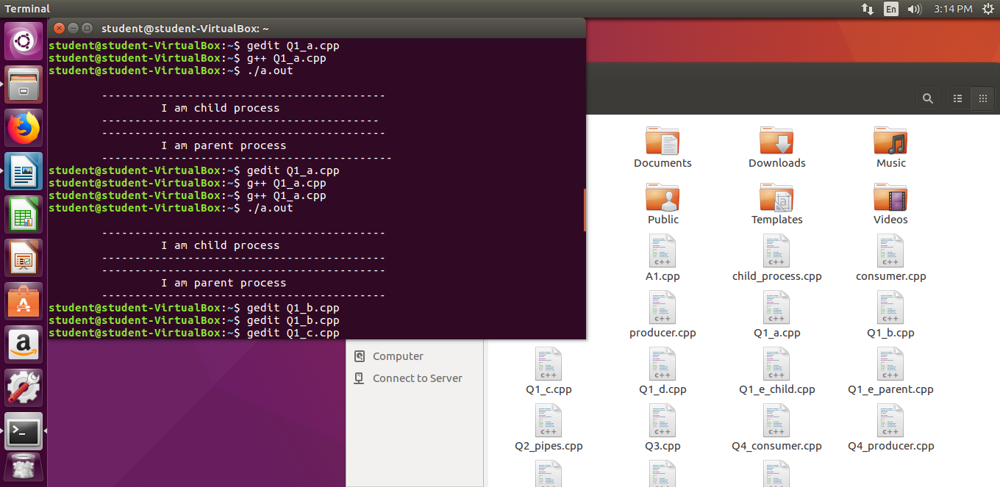 Terminal
En
3:14 PM
student@student-VirtualBox: ~
student@student-VirtualBox:~$ gedit Q1_a.cpp
student@student-VirtualBox:~$ g++ Q1_a.cpp
student@student-VirtualBox:~$ ./a.out
-------------------------------------------
I am child process
------------------------------------------
-------------------------------------------
I am parent process
--------------------------------------------
student@student-VirtualBox:~$ gedit Q1_a.cpp
student@student-VirtualBox:~$ g++ Q1_a.cpp
student@student-VirtualBox:~$ g++ Q1_a.cpp
student@student-VirtualBox:~$ ./a.out
-------------------------------------------
I am child process
-------------------------------------------
-------------------------------------------
I am parent process
-------------------------------------------
student@student-VirtualBox:~$ gedit Q1_b.cpp
student@student-VirtualBox:~$ gedit Q1_b.cpp
student@student-VirtualBox:~$ gedit Q1_c.cpp
Computer
Connect to Server
Documents
Downloads
Music
Public
Templates
Videos
c++
c++
c++
A1.cpp
child_process.cpp
consumer.cpp
c++
c++
c++
producer.cpp
Q1_a.cpp
Q1_b.cpp
c++
c++
c++
c++
Q1_c.cpp
Q1_d.cpp
Q1_e_child.cpp
Q1_e_parent.cpp
c++
c++
c++
c++
Q2_pipes.cpp
Q3.cpp
Q4_consumer.cpp
Q4_producer.cpp